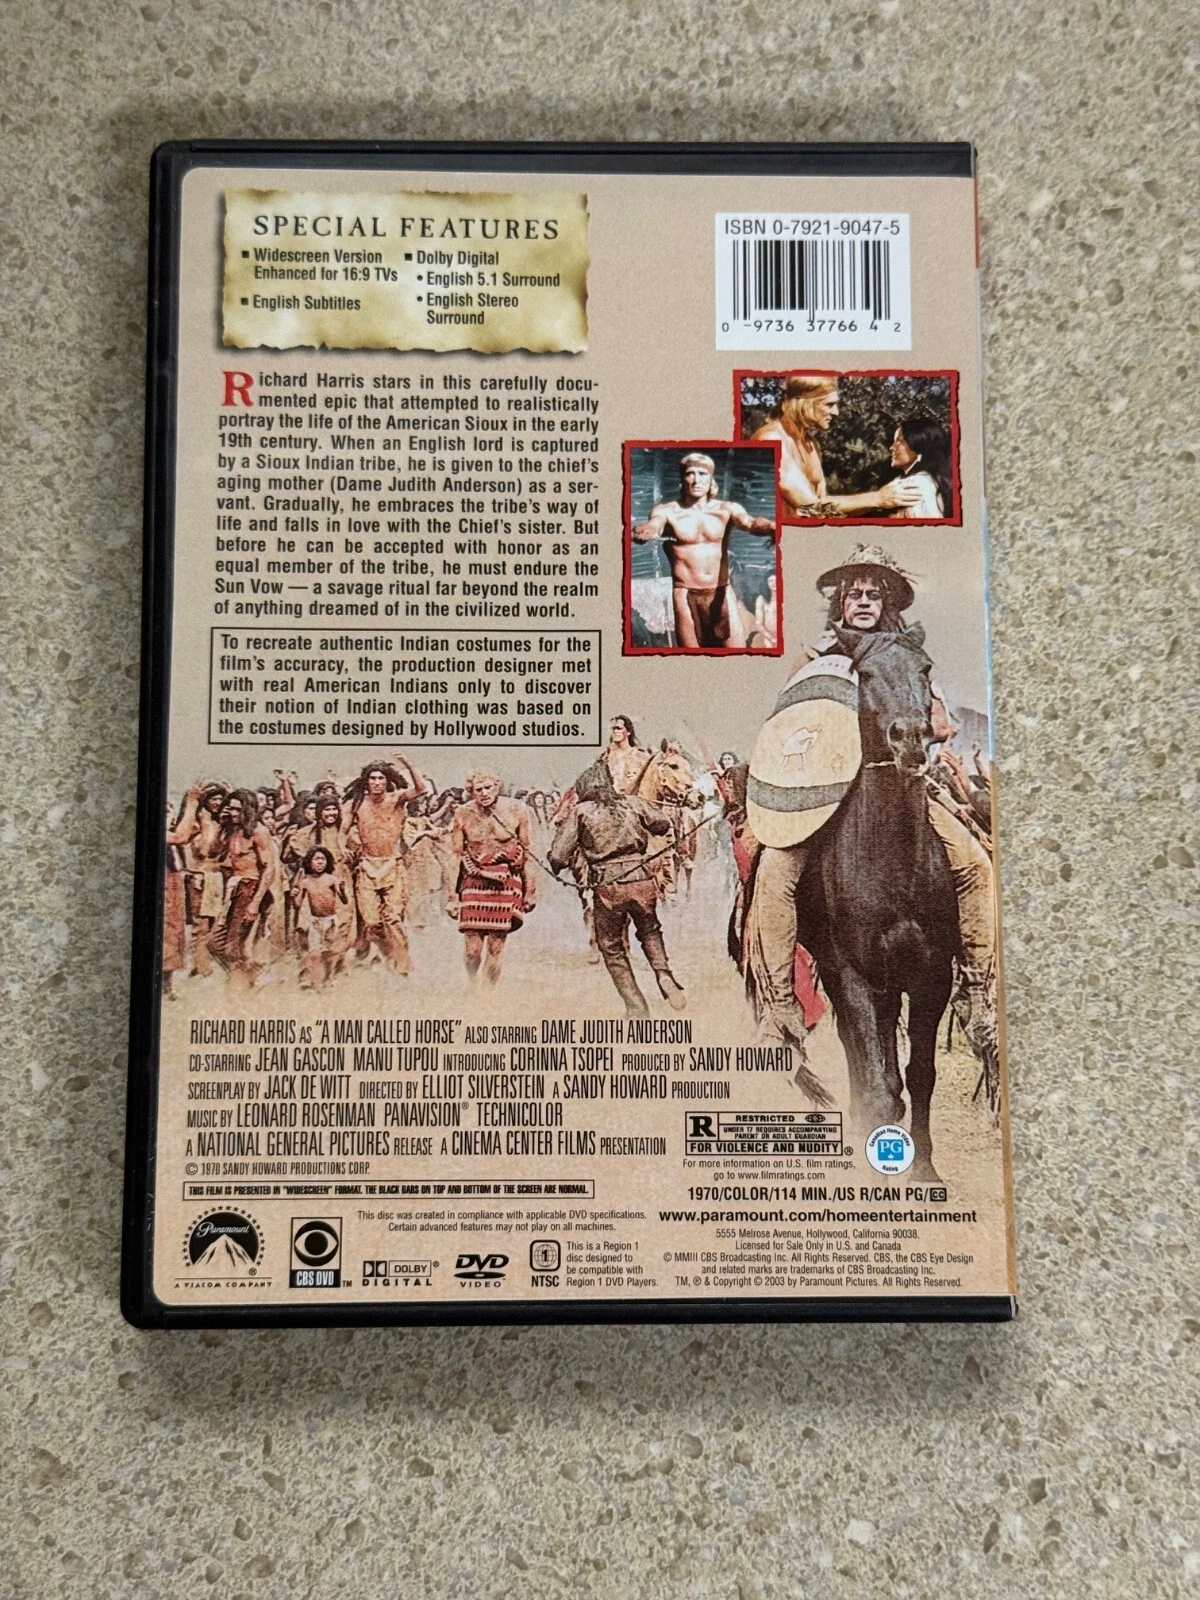 SPECIAL FEATURES
▪ Widescreen Version
Enhanced for 16:9 TVs
▪ English Subtitles
▪ Dolby Digital
• English 5.1 Surround
• English Stereo
Surround
ISBN 0-7921-9047-5
0 -9736 37766 4 2
Richard Harris stars in this carefully docu-
mented epic that attempted to realistically
portray the life of the American Sioux in the early
19th century. When an English lord is captured
by a Sioux Indian tribe, he is given to the chief's
aging mother (Dame Judith Anderson) as a ser-
vant. Gradually, he embraces the tribe's way of
life and falls in love with the Chief's sister. But
before he can be accepted with honor as an
equal member of the tribe, he must endure the
Sun Vow — a savage ritual far beyond the realm
of anything dreamed of in the civilized world.
To recreate authentic Indian costumes for the
film's accuracy, the production designer met
with real American Indians only to discover
their notion of Indian clothing was based on
the costumes designed by Hollywood studios.
RICHARD HARRIS AS "A MAN CALLED HORSE" ALSO STARRING DAME JUDITH ANDERSON
CO-STARRING JEAN GASCON MANU TUPOU INTRODUCING CORINNA TSOPEI PRODUCED BY SANDY HOWARD
SCREENPLAY BY JACK DE WITT DIRECTED BY ELLIOT SILVERSTEIN A SANDY HOWARD PRODUCTION
MUSIC BY LEONARD ROSENMAN PANAVISION® TECHNICOLOR
A NATIONAL GENERAL PICTURES RELEASE A CINEMA CENTER FILMS PRESENTATION
© 1970 SANDY HOWARD PRODUCTIONS CORP.
THIS FILM IS PRESENTED IN "WIDESCREEN" FORMAT. THE BLACK BARS ON TOP AND BOTTOM OF THE SCREEN ARE NORMAL.
R RESTRICTED
UNDER 17 REQUIRES ACCOMPANYING
PARENT OR ADULT GUARDIAN
FOR VIOLENCE AND NUDITY ®
For more information on U.S. film ratings,
go to www.filmratings.com
Canadian Home Video
PG
Rating
1970/COLOR/114 MIN./US R/CAN PG/CC
www.paramount.com/homeentertainment
5555 Melrose Avenue, Hollywood, California 90038.
Licensed for Sale Only in U.S. and Canada
© MMIII CBS Broadcasting Inc. All Rights Reserved. CBS, the CBS Eye Design
and related marks are trademarks of CBS Broadcasting Inc.
TM, ® & Copyright © 2003 by Paramount Pictures. All Rights Reserved.
This disc was created in compliance with applicable DVD specifications.
Certain advanced features may not play on all machines.
Paramount ®
A VIACOM COMPANY
CBS DVD ™
DOLBY ®
DIGITAL
DVD
VIDEO
1
NTSC
This is a Region 1
disc designed to
be compatible with
Region 1 DVD Players.